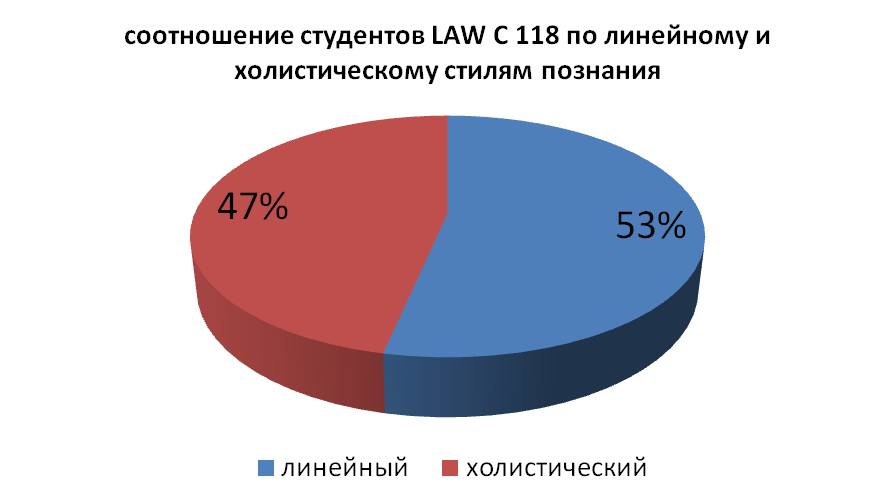 соотношение студентов LAW C 118 по линейному и
холистическому стилям познания
47%
53%
линейный холистический